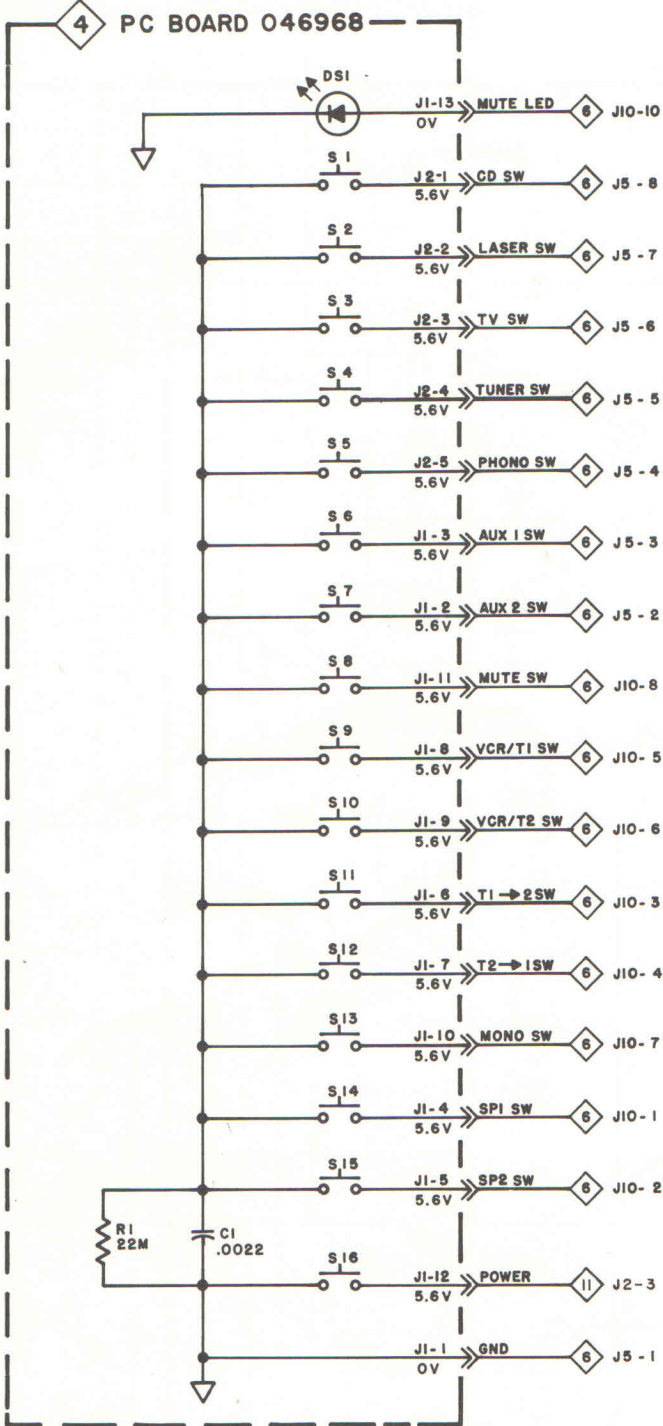 4 PC BOARD 046968
DS1
J1-13 MUTE LED 6 J10-10
0V
S1
J2-1 CD SW 6 J5-8
5.6V
S2
J2-2 LASER SW 6 J5-7
5.6V
S3
J2-3 TV SW 6 J5-6
5.6V
S4
J2-4 TUNER SW 6 J5-5
5.6V
S5
J2-5 PHONO SW 6 J5-4
5.6V
S6
J1-3 AUX 1 SW 6 J5-3
5.6V
S7
J1-2 AUX 2 SW 6 J5-2
5.6V
S8
J1-11 MUTE SW 6 J10-8
5.6V
S9
J1-8 VCR/T1 SW 6 J10-5
5.6V
S10
J1-9 VCR/T2 SW 6 J10-6
5.6V
S11
J1-6 T1→2SW 6 J10-3
5.6V
S12
J1-7 T2→1SW 6 J10-4
5.6V
S13
J1-10 MONO SW 6 J10-7
5.6V
S14
J1-4 SP1 SW 6 J10-1
5.6V
S15
J1-5 SP2 SW 6 J10-2
5.6V
R1
22M
C1
.0022
S16
J1-12 POWER 11 J2-3
5.6V
J1-1 GND 6 J5-1
0V